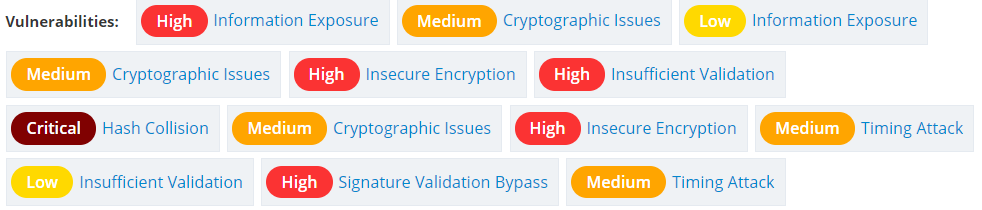 Vulnerabilities: High Information Exposure Medium Cryptographic Issues Low Information Exposure
Medium Cryptographic Issues High Insecure Encryption High Insufficient Validation
Critical Hash Collision Medium Cryptographic Issues High Insecure Encryption Medium Timing Attack
Low Insufficient Validation High Signature Validation Bypass Medium Timing Attack